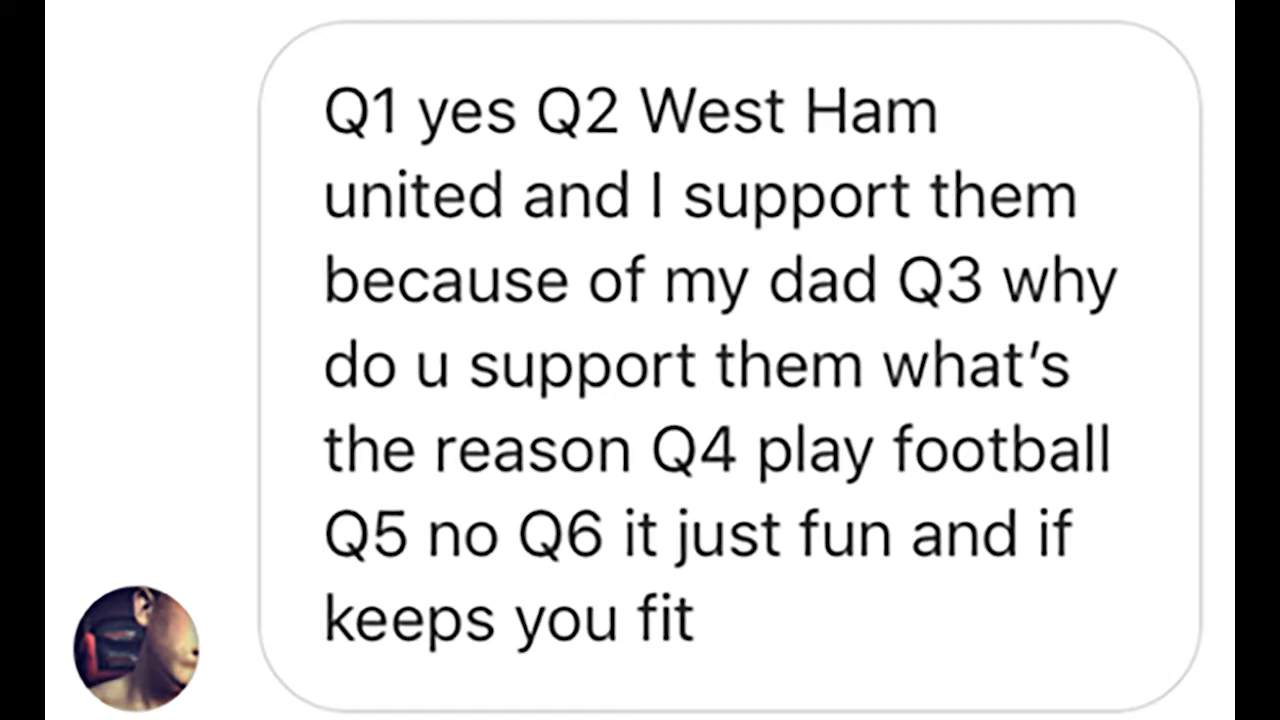 Q1 yes Q2 West Ham
united and I support them
because of my dad Q3 why
do u support them what’s
the reason Q4 play football
Q5 no Q6 it just fun and if
keeps you fit